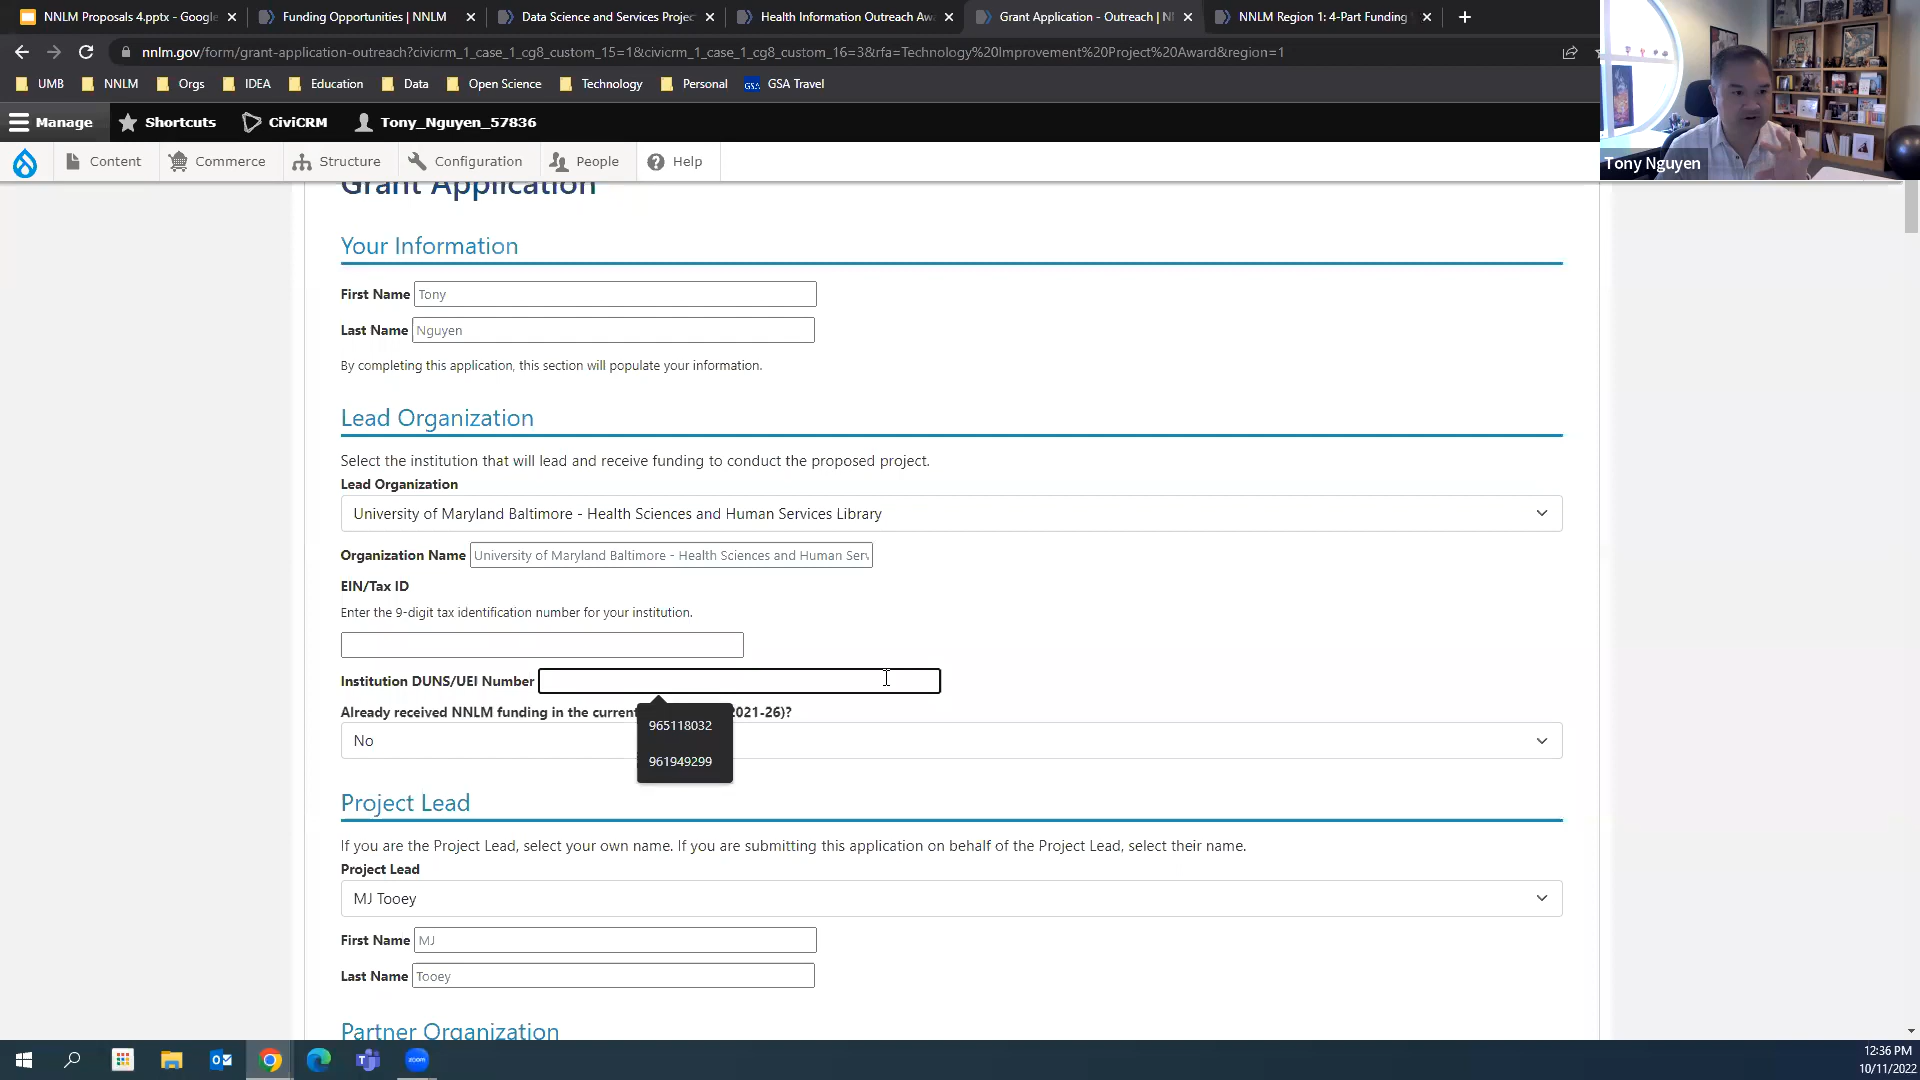 NNLM Proposals 4.pptx - Google
Funding Opportunities | NNLM
Data Science and Services Projec
Health Information Outreach Aw
Grant Application - Outreach | N
NNLM Region 1: 4-Part Funding
nnlm.gov/form/grant-application-outreach?civicrm_1_case_1_cg8_custom_15=1&civicrm_1_case_1_cg8_custom_16=3&rfa=Technology%20Improvement%20Project%20Award&region=1
UMB
NNLM
Orgs
IDEA
Education
Data
Open Science
Technology
Personal
GSA
GSA Travel
Manage
Shortcuts
CiviCRM
Tony_Nguyen_57836
Content
Commerce
Structure
Configuration
People
Help
Tony Nguyen
Grant Application
Your Information
First Name Tony
Last Name Nguyen
By completing this application, this section will populate your information.
Lead Organization
Select the institution that will lead and receive funding to conduct the proposed project.
Lead Organization
University of Maryland Baltimore - Health Sciences and Human Services Library
Organization Name University of Maryland Baltimore - Health Sciences and Human Serv
EIN/Tax ID
Enter the 9-digit tax identification number for your institution.
Institution DUNS/UEI Number
Already received NNLM funding in the current 2021-26)?
965118032
No
961949299
Project Lead
If you are the Project Lead, select your own name. If you are submitting this application on behalf of the Project Lead, select their name.
Project Lead
MJ Tooey
First Name MJ
Last Name Tooey
Partner Organization
zoom
12:36 PM
10/11/2022